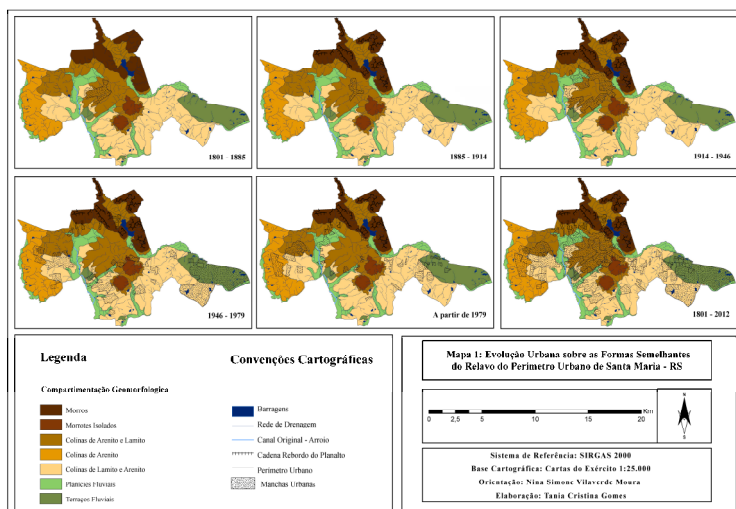 1801 - 1885
1885 - 1914
1914 - 1946
1946 - 1979
A partir de 1979
1801 - 2012
Legenda
Compartimentação Geomorfológica
Morros
Morrotes Isolados
Colinas de Arenito e Lamito
Colinas de Arenito
Colinas de Lamito e Arenito
Planícies Fluviais
Terraços Fluviais
Convenções Cartográficas
Barragens
Rede de Drenagem
Canal Original - Arroio
Cadena Rebordo do Planalto
Perímetro Urbano
Manchas Urbanas
Mapa 1: Evolução Urbana sobre as Formas Semelhantes
do Relavo do Perímetro Urbano de Santa Maria - RS
0 1,25 2,5 5 10 15 20 Km
N
S
Sistema de Referência: SIRGAS 2000
Base Cartográfica: Cartas do Exército 1:25.000
Orientação: Nina Simone Vilaverde Moura
Elaboração: Tania Cristina Gomes